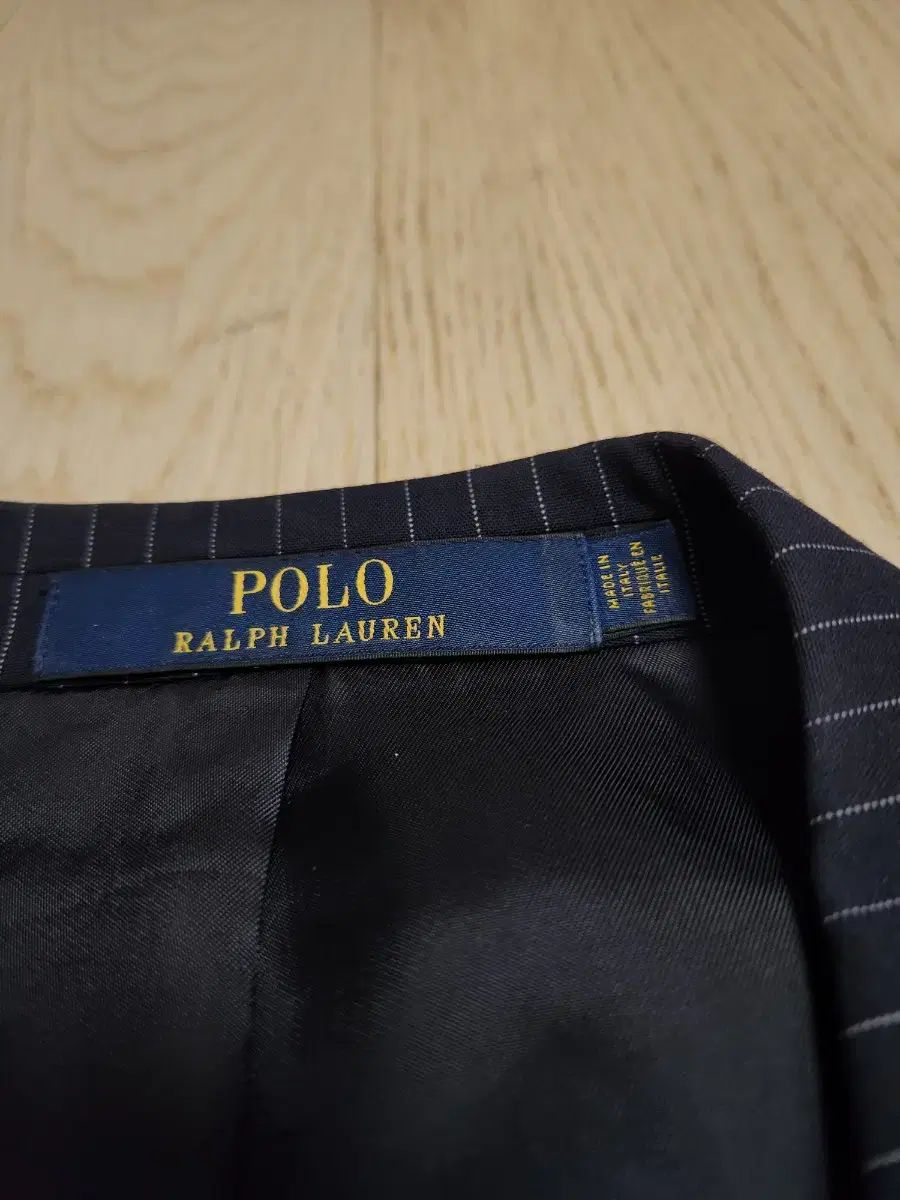 POLO
RALPH LAUREN
MADE IN
ITALY
FABRIQUÉ EN
ITALIE